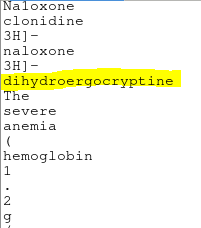 Naloxone
clonidine
3H]-
naloxone
3H]-
dihydroergocryptine
The
severe
anemia
(
hemoglobin
1
.
2
g